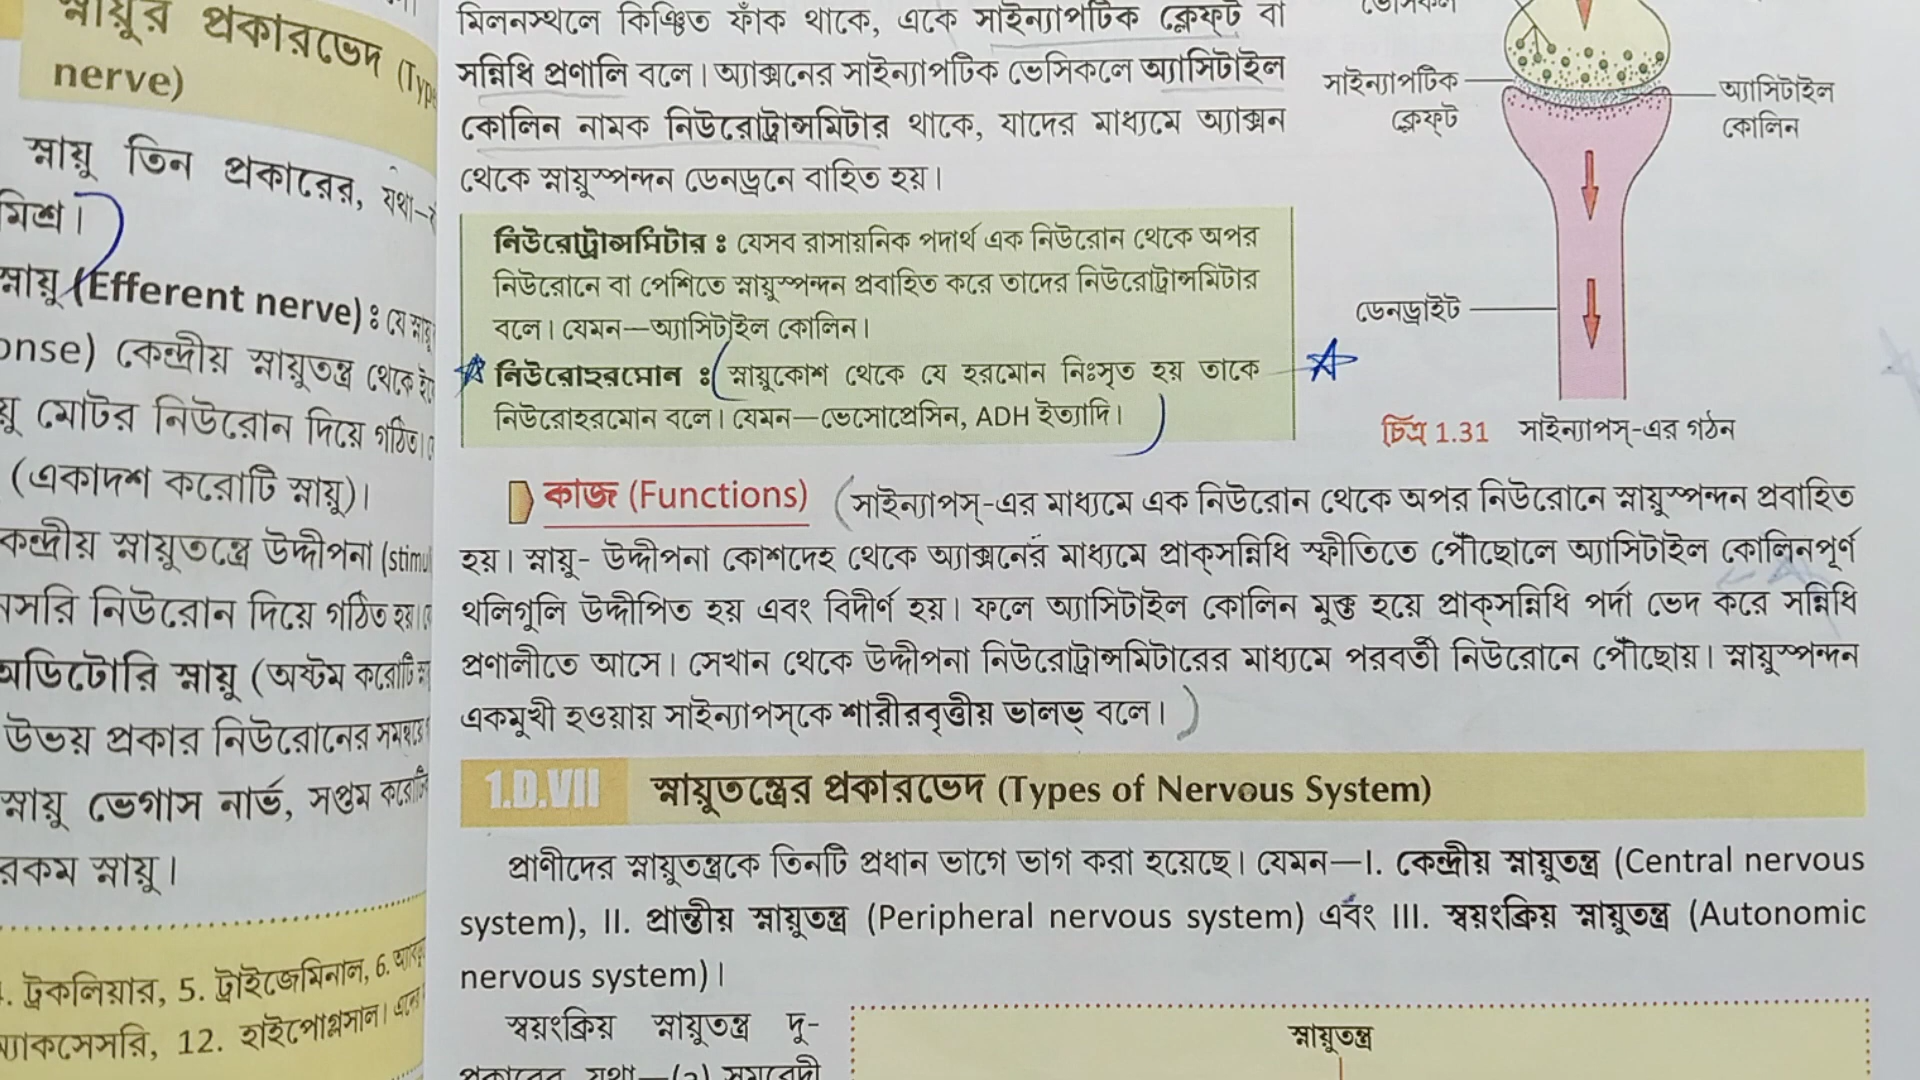 স্নায়ুর প্রকারভেদ
nerve)
স্নায়ু তিন প্রকারের, যথা—
মিশ্র।
স্নায়ু (Efferent nerve) : যে স্নায়ু
onse) কেন্দ্রীয় স্নায়ুতন্ত্র থেকে
য়ু মোটর নিউরোন দিয়ে গঠিত।
(একাদশ করোটি স্নায়ু)।
কেন্দ্রীয় স্নায়ুতন্ত্রে উদ্দীপনা
নসরি নিউরোন দিয়ে গঠিত হয়।
অডিটোরি স্নায়ু (অষ্টম করোটি
উভয় প্রকার নিউরোনের
স্নায়ু ভেগাস নার্ভ, সপ্তম
রকম স্নায়ু।
ট্রকলিয়ার, 5. ট্রাইজেমিনাল, 6.
্যাকসেসরি, 12. হাইপোগ্লসাল।
মিলনস্থলে কিঞ্চিত ফাঁক থাকে, একে সাইন্যাপটিক ক্লেফ্‌ট বা
সন্নিধি প্রণালি বলে। অ্যাক্সনের সাইন্যাপটিক ভেসিকলে অ্যাসিটাইল
কোলিন নামক নিউরোট্রান্সমিটার থাকে, যাদের মাধ্যমে অ্যাক্সন
থেকে স্নায়ুস্পন্দন ডেনড্রনে বাহিত হয়।
নিউরোট্রান্সমিটার : যেসব রাসায়নিক পদার্থ এক নিউরোন থেকে অপর
নিউরোনে বা পেশিতে স্নায়ুস্পন্দন প্রবাহিত করে তাদের নিউরোট্রান্সমিটার
বলে। যেমন—অ্যাসিটাইল কোলিন।
নিউরোহরমোন : স্নায়ুকোশ থেকে যে হরমোন নিঃসৃত হয় তাকে
নিউরোহরমোন বলে। যেমন—ভেসোপ্রেসিন, ADH ইত্যাদি।
সাইন্যাপটিক
ক্লেফ্‌ট
অ্যাসিটাইল
কোলিন
ডেনড্রাইট
চিত্র 1.31 সাইন্যাপস্‌-এর গঠন
কাজ (Functions) সাইন্যাপস্‌-এর মাধ্যমে এক নিউরোন থেকে অপর নিউরোনে স্নায়ুস্পন্দন প্রবাহিত
হয়। স্নায়ু- উদ্দীপনা কোশদেহ থেকে অ্যাক্সনের মাধ্যমে প্রাক্‌সন্নিধি স্ফীতিতে পৌঁছোলে অ্যাসিটাইল কোলিনপূর্ণ
থলিগুলি উদ্দীপিত হয় এবং বিদীর্ণ হয়। ফলে অ্যাসিটাইল কোলিন মুক্ত হয়ে প্রাক্‌সন্নিধি পর্দা ভেদ করে সন্নিধি
প্রণালীতে আসে। সেখান থেকে উদ্দীপনা নিউরোট্রান্সমিটারের মাধ্যমে পরবর্তী নিউরোনে পৌঁছোয়। স্নায়ুস্পন্দন
একমুখী হওয়ায় সাইন্যাপস্‌কে শারীরবৃত্তীয় ভালভ্‌ বলে।
1.D.VII স্নায়ুতন্ত্রের প্রকারভেদ (Types of Nervous System)
প্রাণীদের স্নায়ুতন্ত্রকে তিনটি প্রধান ভাগে ভাগ করা হয়েছে। যেমন—I. কেন্দ্রীয় স্নায়ুতন্ত্র (Central nervous
system), II. প্রান্তীয় স্নায়ুতন্ত্র (Peripheral nervous system) এবং III. স্বয়ংক্রিয় স্নায়ুতন্ত্র (Autonomic
nervous system)।
স্বয়ংক্রিয় স্নায়ুতন্ত্র দু-
প্রকারের যথা—(a) সমবেদী
স্নায়ুতন্ত্র